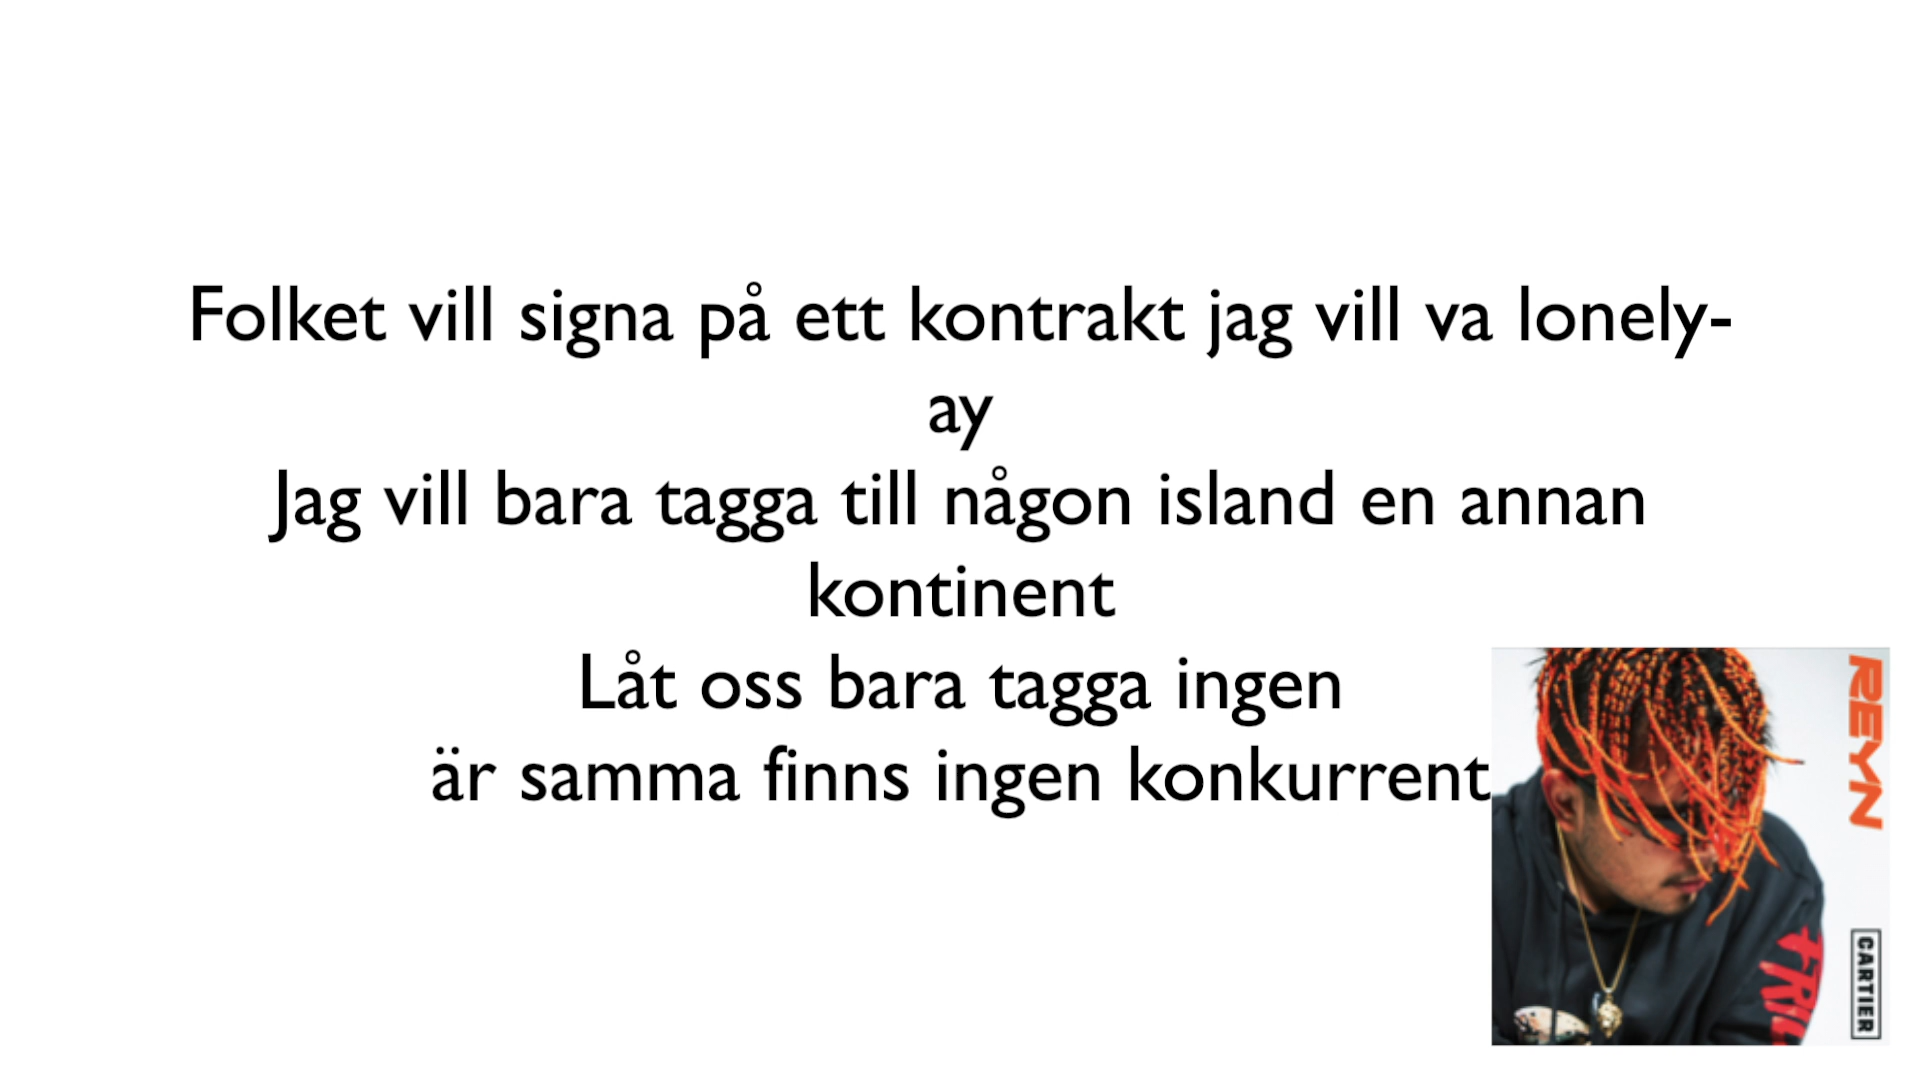 Folket vill signa på ett kontrakt jag vill va lonely-
ay
Jag vill bara tagga till någon island en annan
kontinent
Låt oss bara tagga ingen
är samma finns ingen konkurrent
REYN
CARTIER